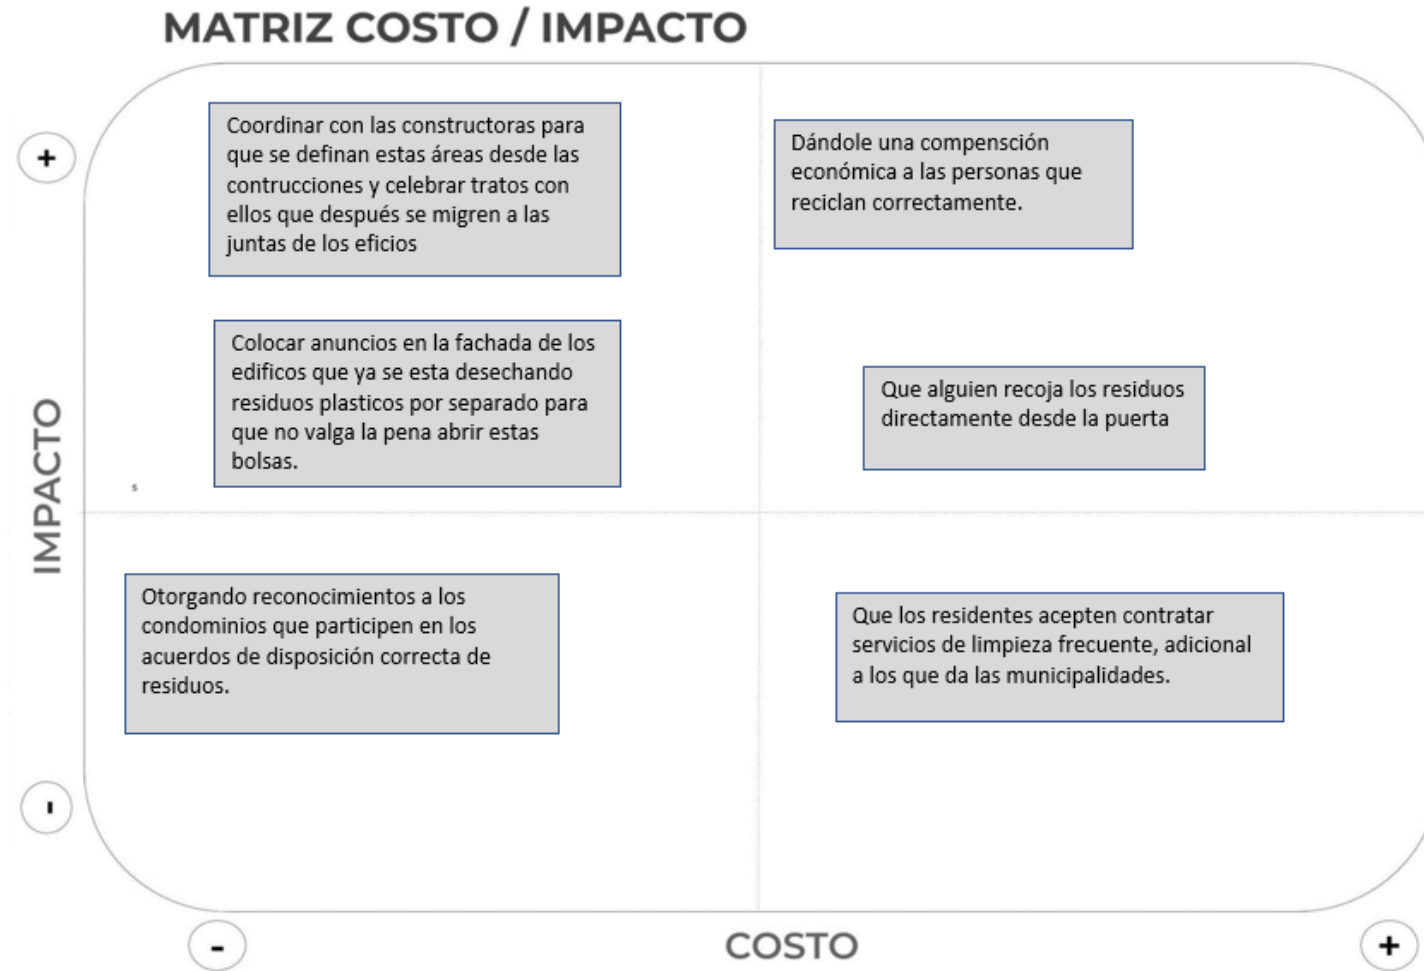 MATRIZ COSTO / IMPACTO
+
Coordinar con las constructoras para
que se definan estas áreas desde las
contrucciones y celebrar tratos con
ellos que después se migren a las
juntas de los eficios
Dándole una compensción
económica a las personas que
reciclan correctamente.
Colocar anuncios en la fachada de los
edificos que ya se esta desechando
residuos plasticos por separado para
que no valga la pena abrir estas
bolsas.
Que alguien recoja los residuos
directamente desde la puerta
IMPACTO
s
Otorgando reconocimientos a los
condominios que participen en los
acuerdos de disposición correcta de
residuos.
Que los residentes acepten contratar
servicios de limpieza frecuente, adicional
a los que da las municipalidades.
-
-
COSTO
+